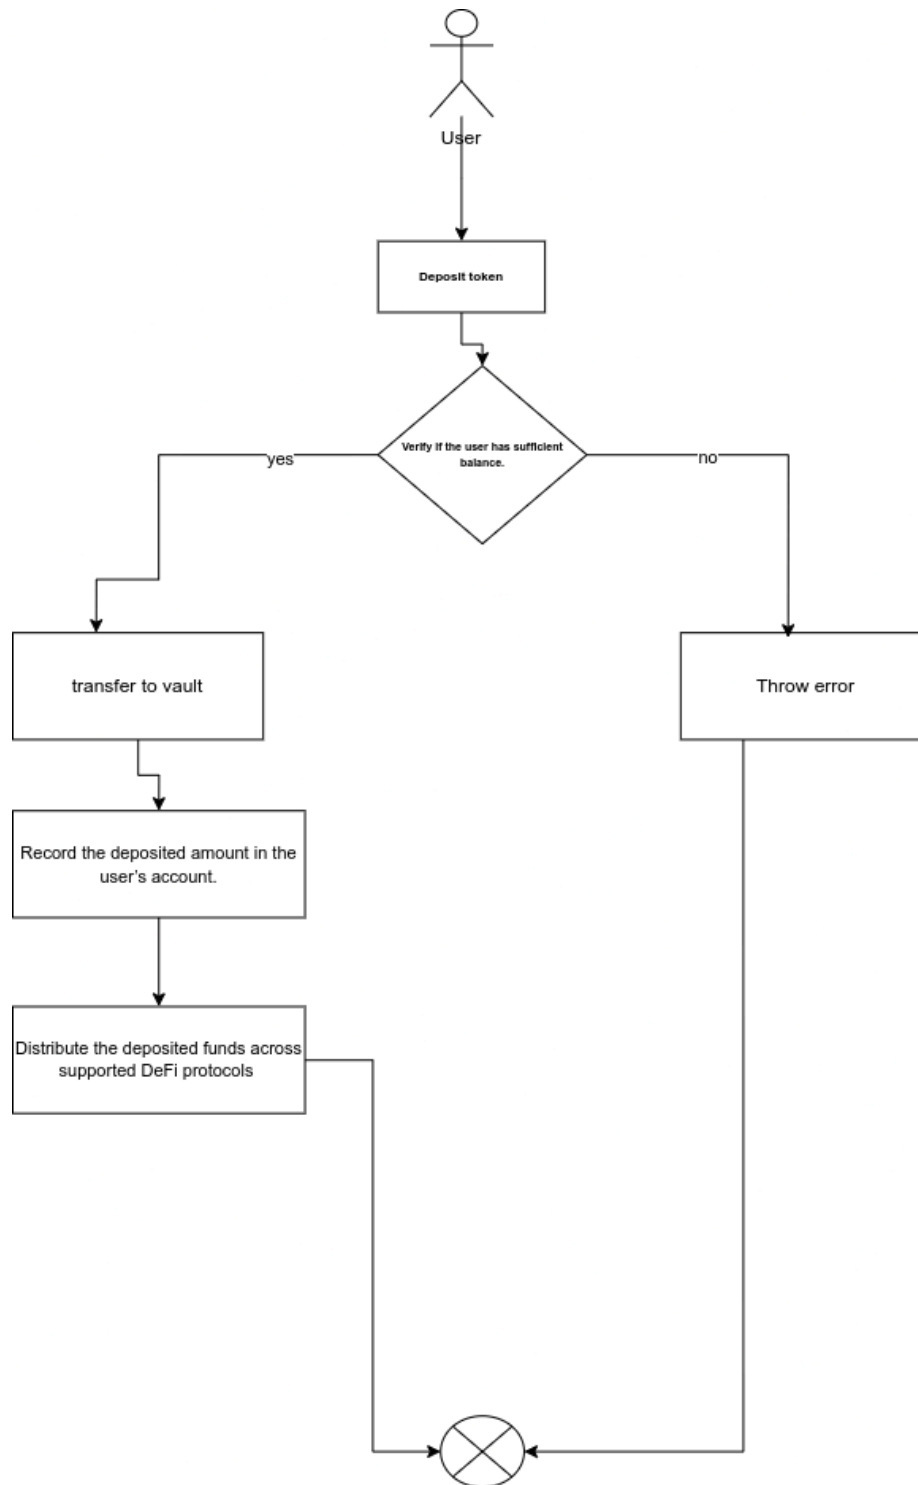 User
Deposit token
Verify if the user has sufficient
balance.
yes
no
transfer to vault
Throw error
Record the deposited amount in the
user's account.
Distribute the deposited funds across
supported DeFi protocols